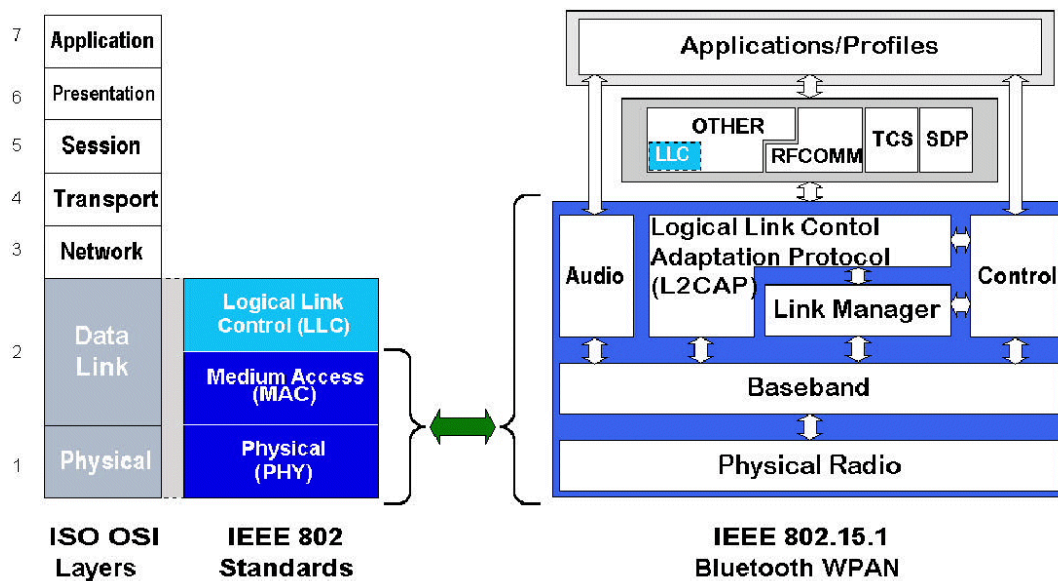 7
Application
6
Presentation
5
Session
4
Transport
3
Network
2
Data
Link
1
Physical
ISO OSI
Layers
Logical Link
Control (LLC)
Medium Access
(MAC)
Physical
(PHY)
IEEE 802
Standards
Applications/Profiles
OTHER
LLC
RFCOMM
TCS
SDP
Audio
Logical Link Contol
Adaptation Protocol
(L2CAP)
Link Manager
Control
Baseband
Physical Radio
IEEE 802.15.1
Bluetooth WPAN